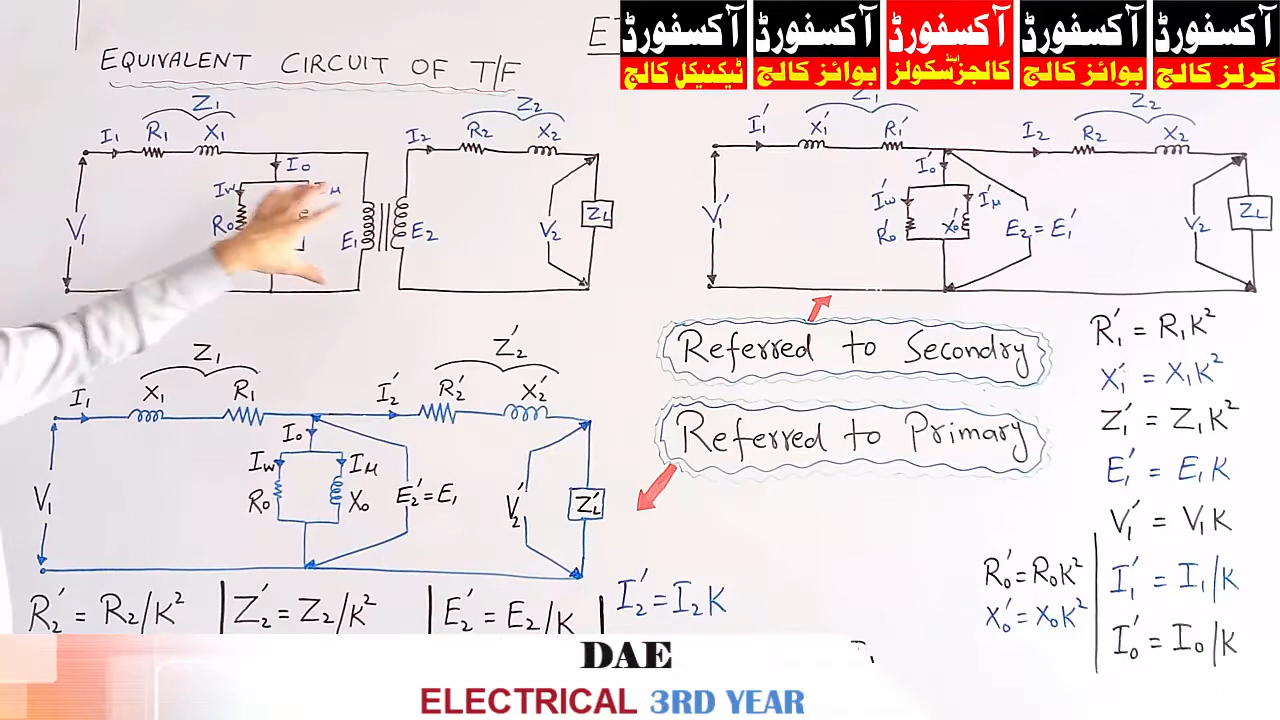 آکسفورڈ
ٹیکنیکل کالج
آکسفورڈ
بوائز کالج
آکسفورڈ
کالجز اینڈ سکولز
آکسفورڈ
بوائز کالج
آکسفورڈ
گرلز کالج
EQUIVALENT CIRCUIT OF T/F
Z1
I1 R1 X1
I0
Iw
R0
V1
E1
E2
Z2
I2 R2 X2
V2
ZL
Z1'
I1' X1' R1'
I0'
Iw' Iμ'
R0' X0'
V1'
E2 = E1'
Z2
I2 R2 X2
V2
ZL
Referred to Secondry
Referred to Primary
Z1
I1 X1 R1
I0
Iw Iμ
R0 X0
V1
E2' = E1
Z2'
I2' R2' X2'
V2'
ZL'
R2' = R2/K²
Z2' = Z2/K²
E2' = E2/K
I2' = I2K
R1' = R1K²
X1' = X1K²
Z1' = Z1K²
E1' = E1K
V1' = V1K
I1' = I1/K
I0' = I0/K
R0' = R0K²
X0' = X0K²
DAE
ELECTRICAL 3RD YEAR